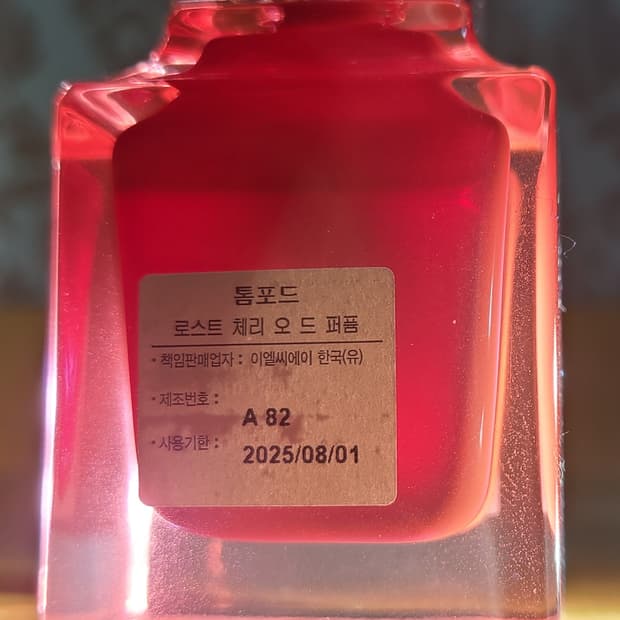 톰포드
로스트 체리 오 드 퍼퓸
· 책임판매업자 : 이엘씨에이 한국(유)
· 제조번호 :
A 82
· 사용기한 :
2025/08/01